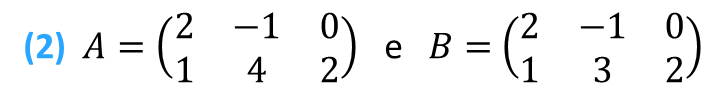 (2) A = (2 −1 0
1 4 2) e B = (2 −1 0
1 3 2)